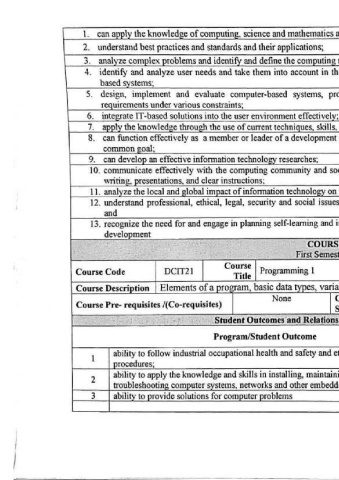 1. can apply the knowledge of computing, science and mathematics a
2. understand best practices and standards and their applications;
3. analyze complex problems and identify and define the computing
4. identify and analyze user needs and take them into account in th
based systems;
5. design, implement and evaluate computer-based systems, pro
requirements under various constraints;
6. integrate IT-based solutions into the user environment effectively;
7. apply the knowledge through the use of current techniques, skills,
8. can function effectively as a member or leader of a development
common goal;
9. can develop an effective information technology researches;
10. communicate effectively with the computing community and so
writing, presentations, and clear instructions;
11. analyze the local and global impact of information technology on
12. understand professional, ethical, legal, security and social issues
and
13. recognize the need for and engage in planning self-learning and i
development
COURS
First Semest
Course Code DCIT21 Course Title Programming 1
Course Description Elements of a program, basic data types, varia
Course Pre- requisites /(Co-requisites) None C
S
Student Outcomes and Relations
Program/Student Outcome
1 ability to follow industrial occupational health and safety and et
procedures;
2 ability to apply the knowledge and skills in installing, maintaini
troubleshooting computer systems, networks and other embedd
3 ability to provide solutions for computer problems